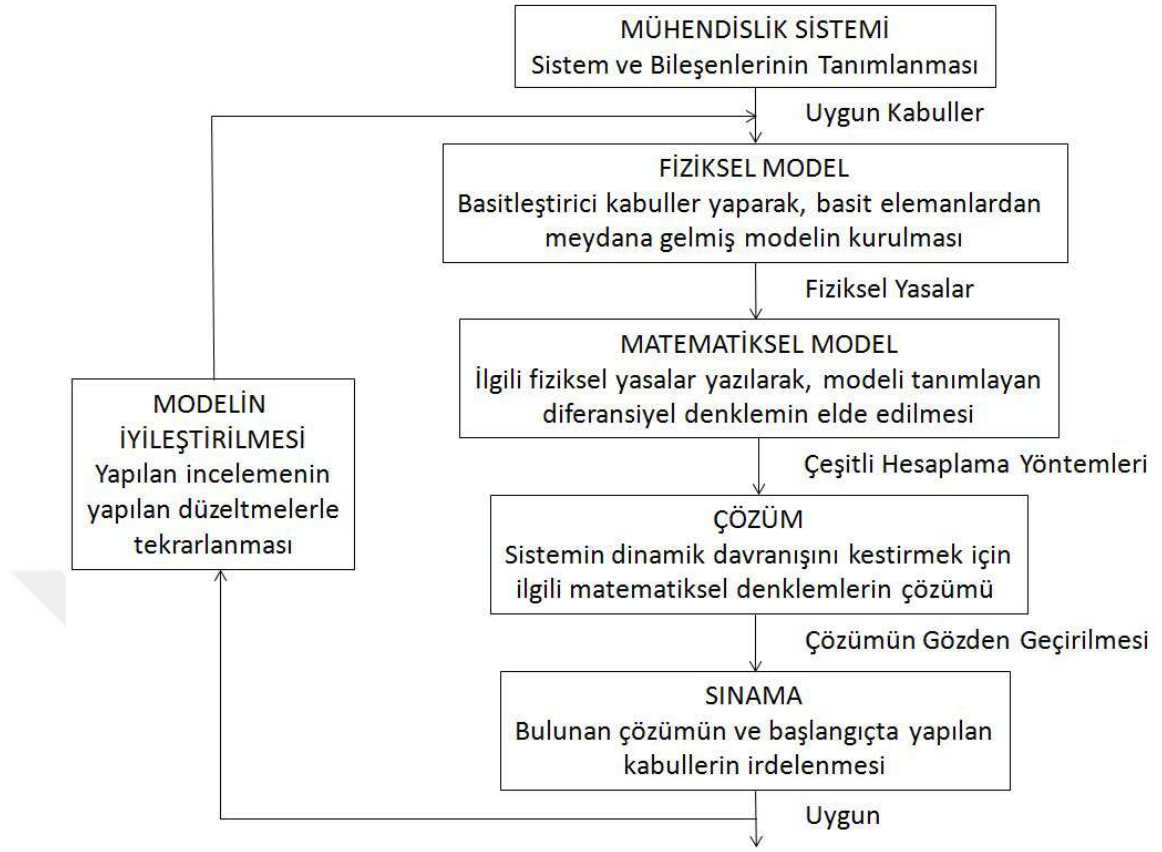 MÜHENDİSLİK SİSTEMİ
Sistem ve Bileşenlerinin Tanımlanması
Uygun Kabuller
FİZİKSEL MODEL
Basitleştirici kabuller yaparak, basit elemanlardan
meydana gelmiş modelin kurulması
Fiziksel Yasalar
MATEMATİKSEL MODEL
İlgili fiziksel yasalar yazılarak, modeli tanımlayan
diferansiyel denklemin elde edilmesi
Çeşitli Hesaplama Yöntemleri
ÇÖZÜM
Sistemin dinamik davranışını kestirmek için
ilgili matematiksel denklemlerin çözümü
Çözümün Gözden Geçirilmesi
SINAMA
Bulunan çözümün ve başlangıçta yapılan
kabullerin irdelenmesi
Uygun
MODELİN
İYİLEŞTİRİLMESİ
Yapılan incelemenin
yapılan düzeltmelerle
tekrarlanması